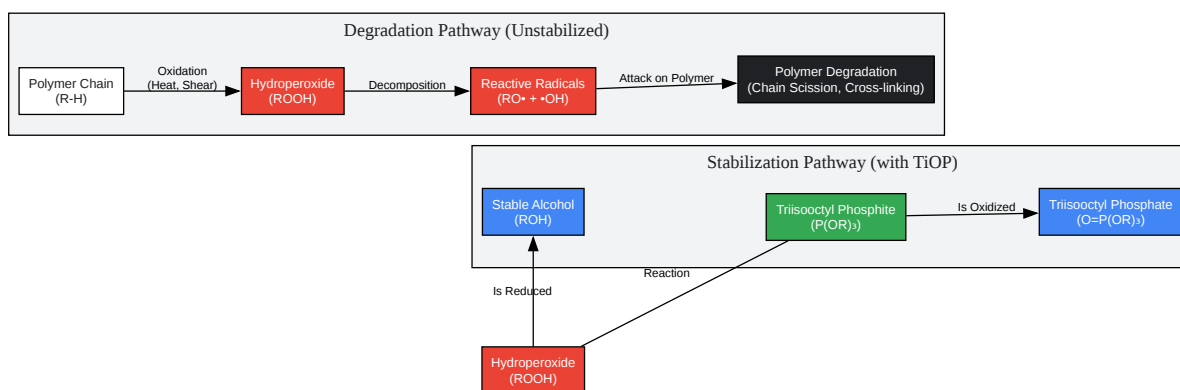 Degradation Pathway (Unstabilized)
Polymer Chain
(R-H)
Oxidation
(Heat, Shear)
Hydroperoxide
(ROOH)
Decomposition
Reactive Radicals
(RO• + •OH)
Attack on Polymer
Polymer Degradation
(Chain Scission, Cross-linking)
Stabilization Pathway (with TiOP)
Stable Alcohol
(ROH)
Triisooctyl Phosphite
(P(OR)₃)
Is Oxidized
Triisooctyl Phosphate
(O=P(OR)₃)
Reaction
Is Reduced
Hydroperoxide
(ROOH)